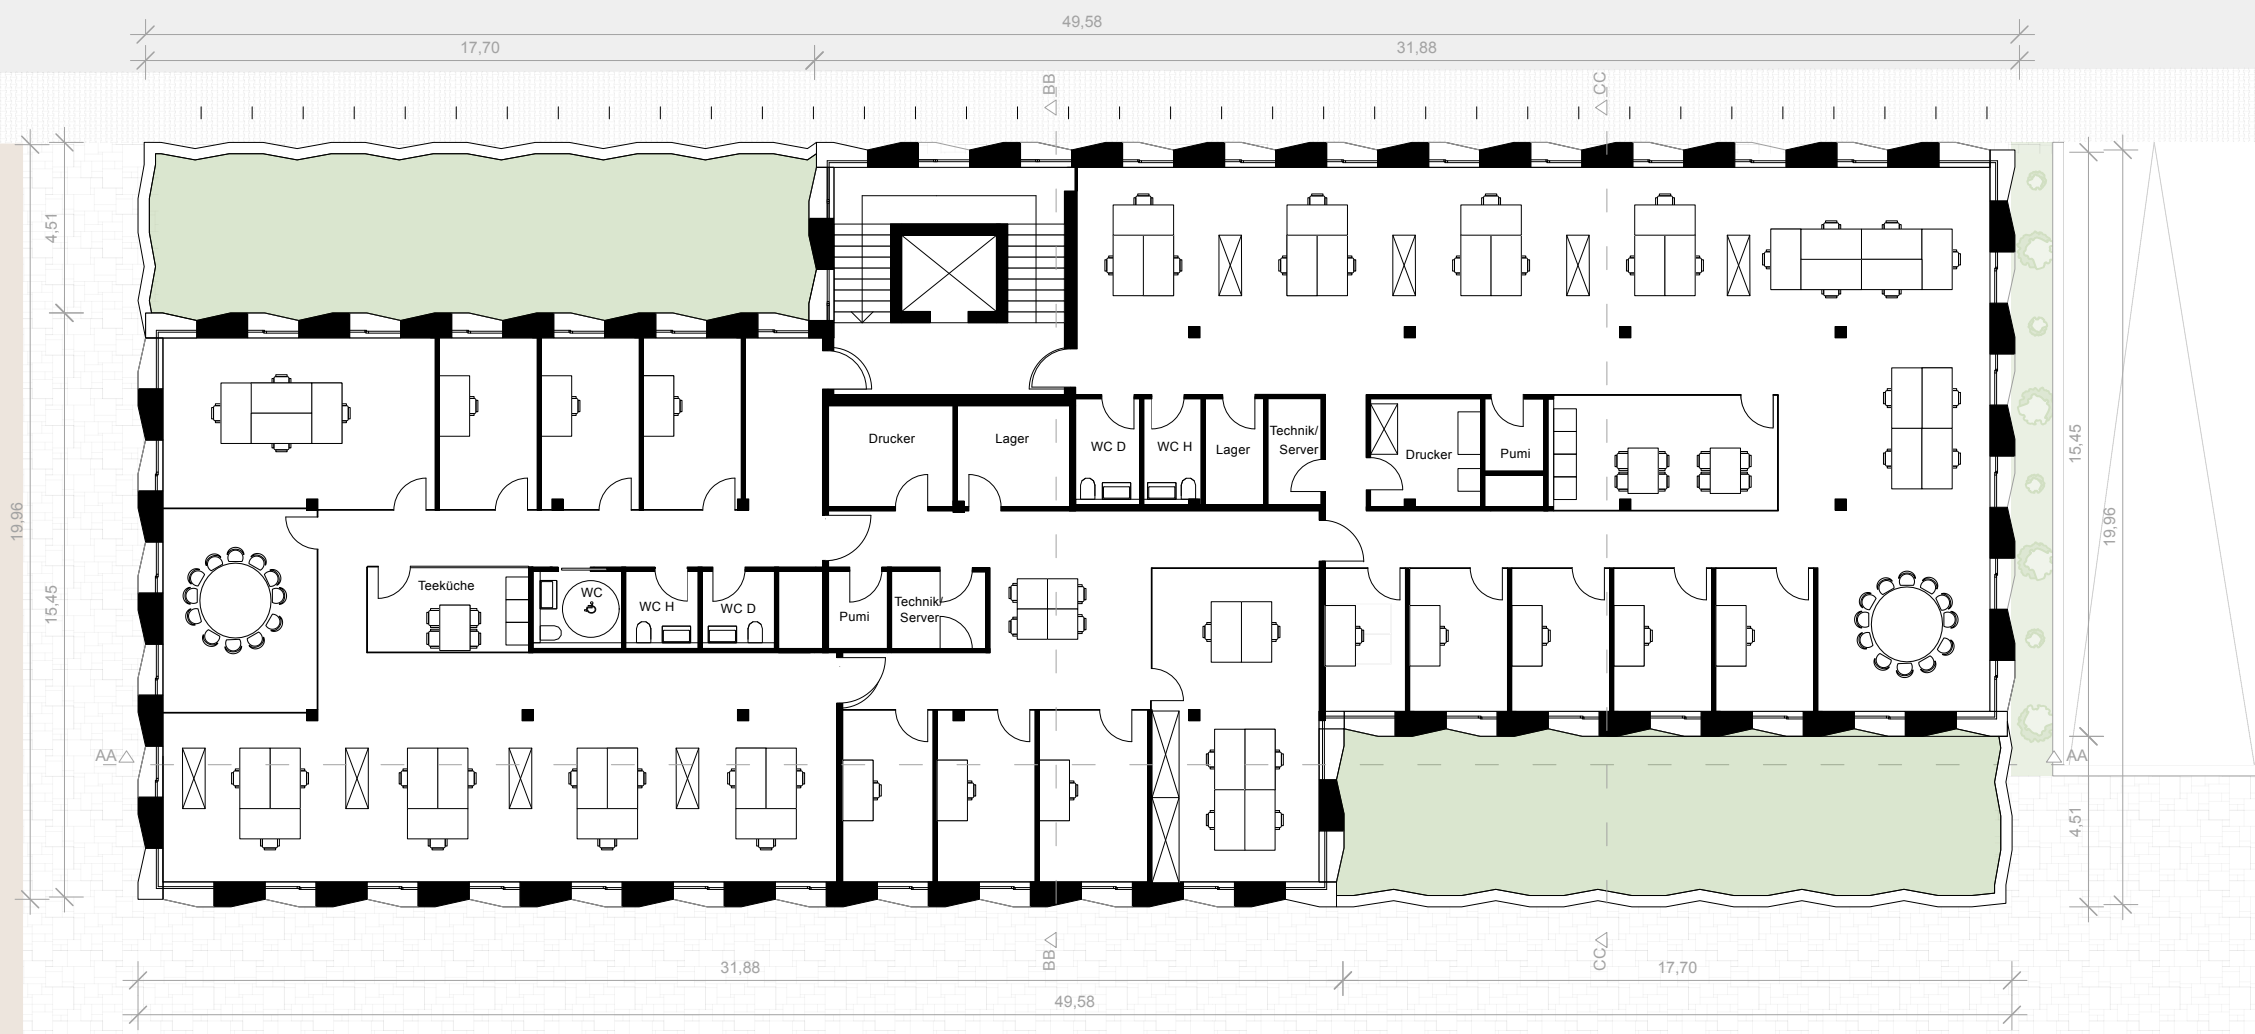 49,58
17,70
31,88
BB
CC
4,51
19,96
15,45
15,45
19,96
4,51
Drucker
Lager
WC D
WC H
Lager
Technik/
Server
Drucker
Pumi
Teeküche
WC
WC H
WC D
Pumi
Technik/
Server
AA
AA
BB
CC
31,88
17,70
49,58